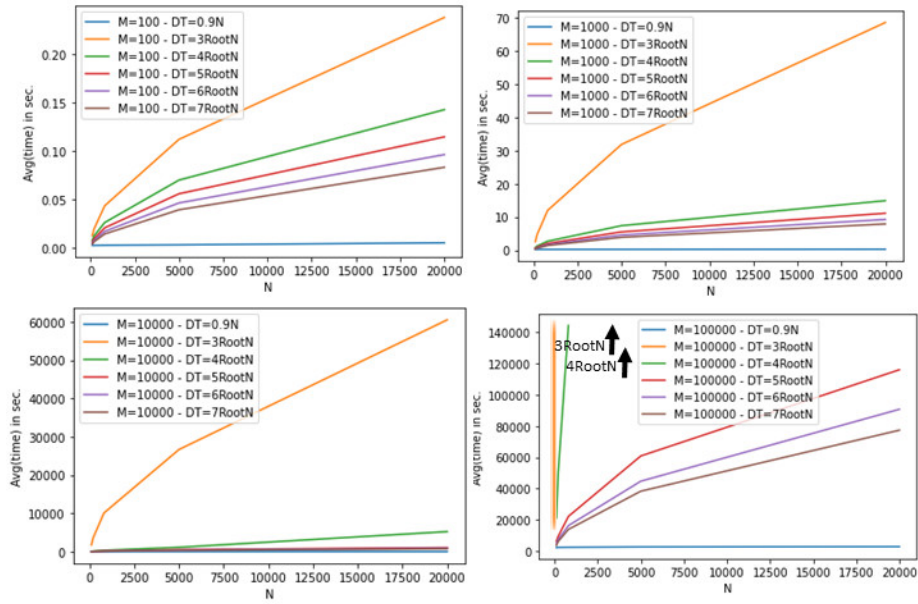 M=100 - DT=0.9N
M=100 - DT=3RootN
M=100 - DT=4RootN
M=100 - DT=5RootN
M=100 - DT=6RootN
M=100 - DT=7RootN
0.20
0.15
0.10
0.05
0.00
Avg(time) in sec.
0 2500 5000 7500 10000 12500 15000 17500 20000
N
M=1000 - DT=0.9N
M=1000 - DT=3RootN
M=1000 - DT=4RootN
M=1000 - DT=5RootN
M=1000 - DT=6RootN
M=1000 - DT=7RootN
70
60
50
40
30
20
10
0
Avg(time) in sec.
0 2500 5000 7500 10000 12500 15000 17500 20000
N
M=10000 - DT=0.9N
M=10000 - DT=3RootN
M=10000 - DT=4RootN
M=10000 - DT=5RootN
M=10000 - DT=6RootN
M=10000 - DT=7RootN
60000
50000
40000
30000
20000
10000
0
Avg(time) in sec.
0 2500 5000 7500 10000 12500 15000 17500 20000
N
3RootN
4RootN
M=100000 - DT=0.9N
M=100000 - DT=3RootN
M=100000 - DT=4RootN
M=100000 - DT=5RootN
M=100000 - DT=6RootN
M=100000 - DT=7RootN
140000
120000
100000
80000
60000
40000
20000
0
Avg(time) in sec.
0 2500 5000 7500 10000 12500 15000 17500 20000
N